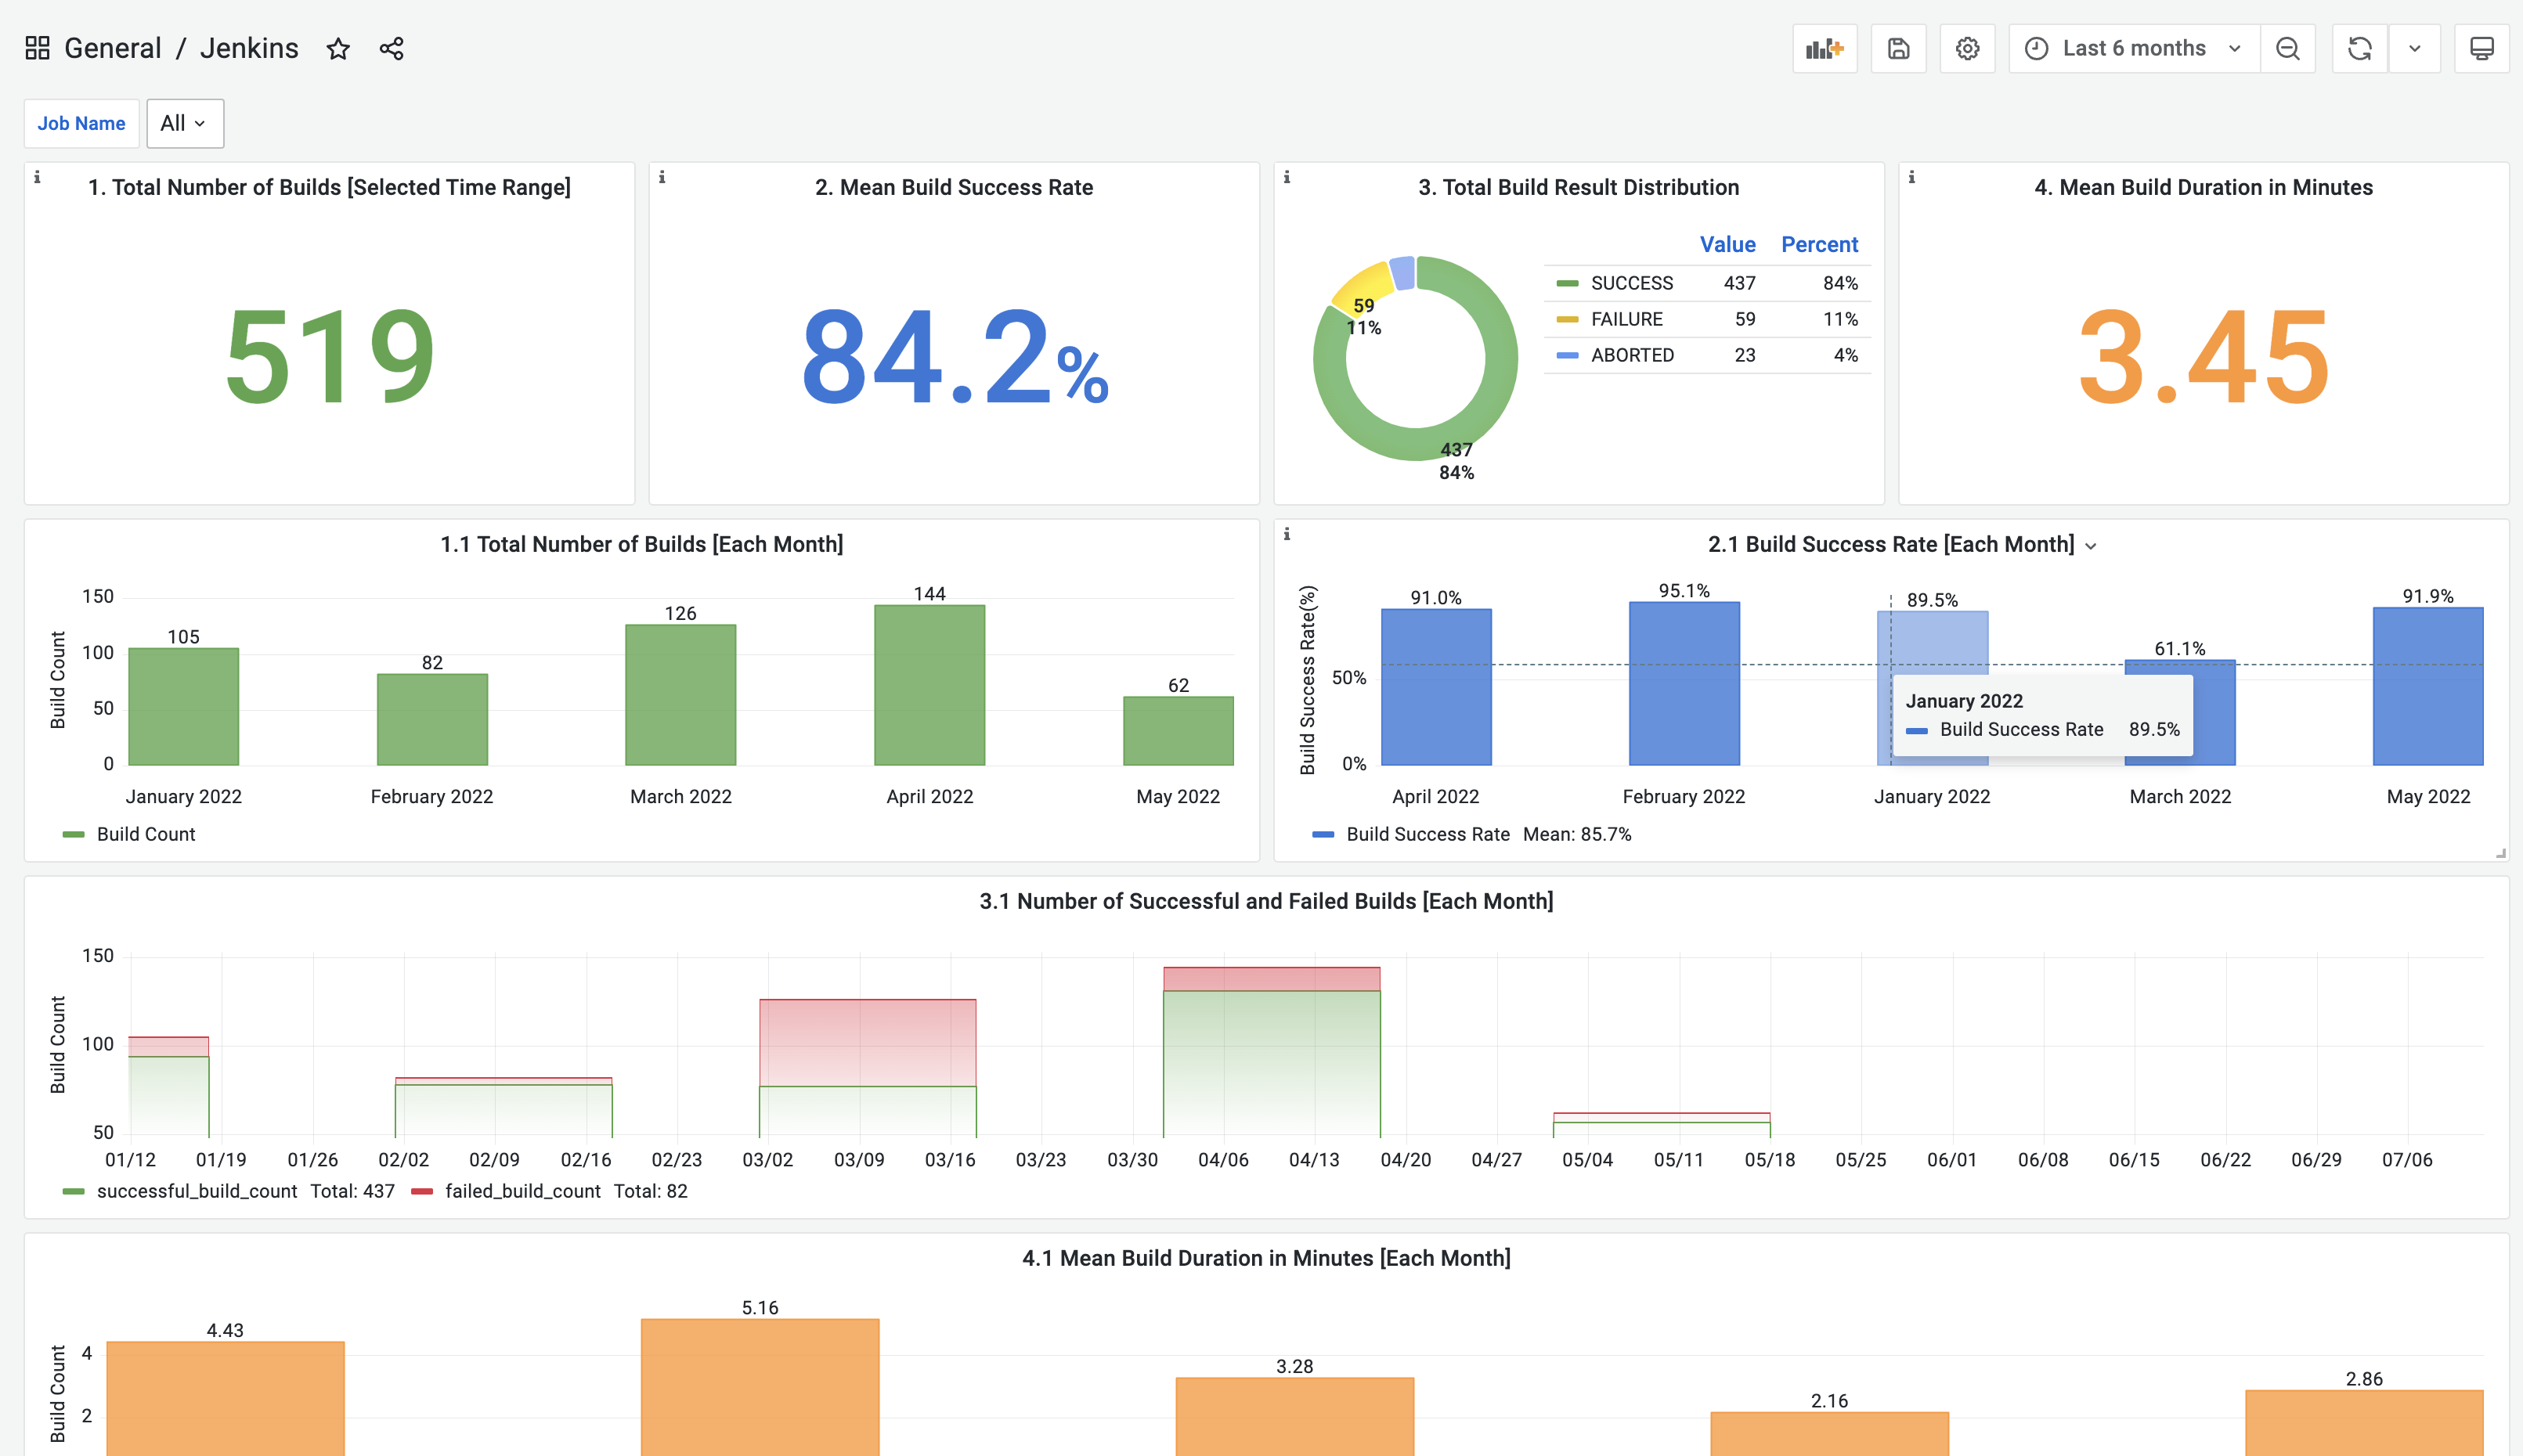 General / Jenkins
Last 6 months
Job Name All
1. Total Number of Builds [Selected Time Range]
519
2. Mean Build Success Rate
84.2%
3. Total Build Result Distribution
Value Percent
SUCCESS 437 84%
FAILURE 59 11%
ABORTED 23 4%
59
11%
437
84%
4. Mean Build Duration in Minutes
3.45
1.1 Total Number of Builds [Each Month]
Build Count
150
100
50
0
105
82
126
144
62
January 2022 February 2022 March 2022 April 2022 May 2022
Build Count
2.1 Build Success Rate [Each Month]
Build Success Rate(%)
50%
0%
91.0%
95.1%
89.5%
61.1%
91.9%
January 2022
Build Success Rate 89.5%
April 2022 February 2022 January 2022 March 2022 May 2022
Build Success Rate Mean: 85.7%
3.1 Number of Successful and Failed Builds [Each Month]
Build Count
150
100
50
01/12 01/19 01/26 02/02 02/09 02/16 02/23 03/02 03/09 03/16 03/23 03/30 04/06 04/13 04/20 04/27 05/04 05/11 05/18 05/25 06/01 06/08 06/15 06/22 06/29 07/06
successful_build_count Total: 437 failed_build_count Total: 82
4.1 Mean Build Duration in Minutes [Each Month]
Build Count
4
2
4.43
5.16
3.28
2.16
2.86